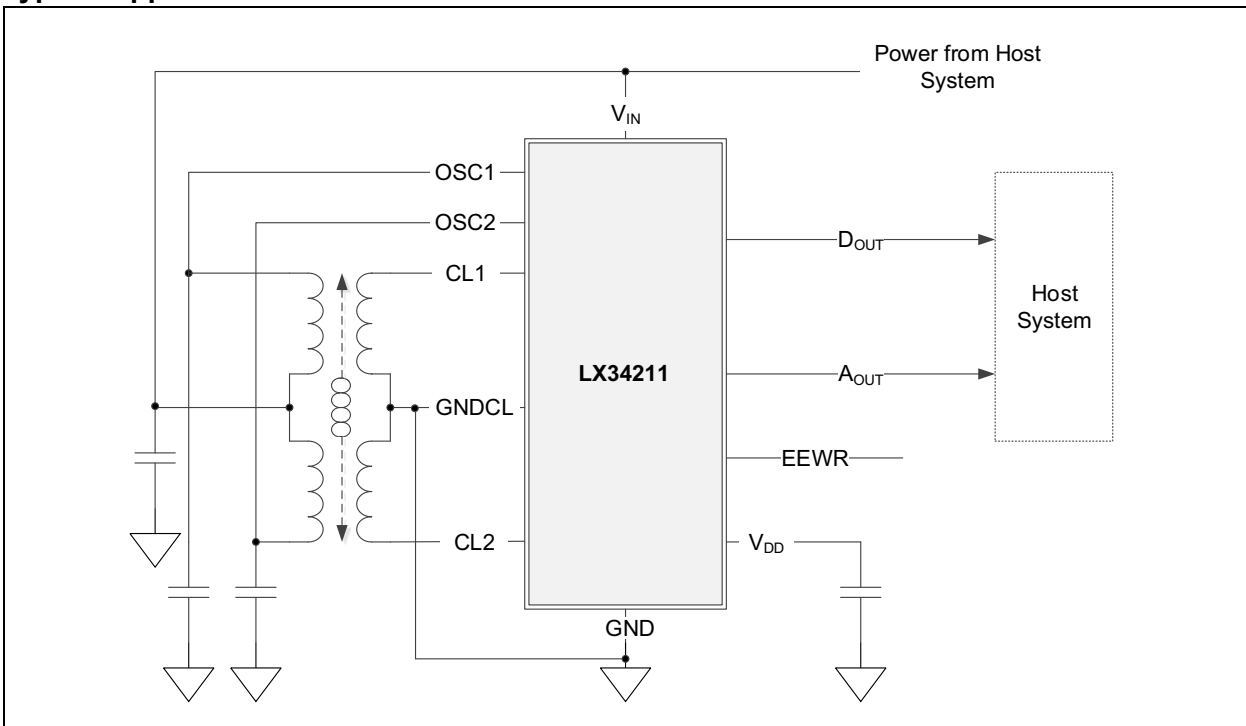 Power from Host
System
VIN
OSC1
OSC2
DOUT
CL1
Host
System
LX34211
AOUT
GNDCL
EEWR
CL2
VDD
GND